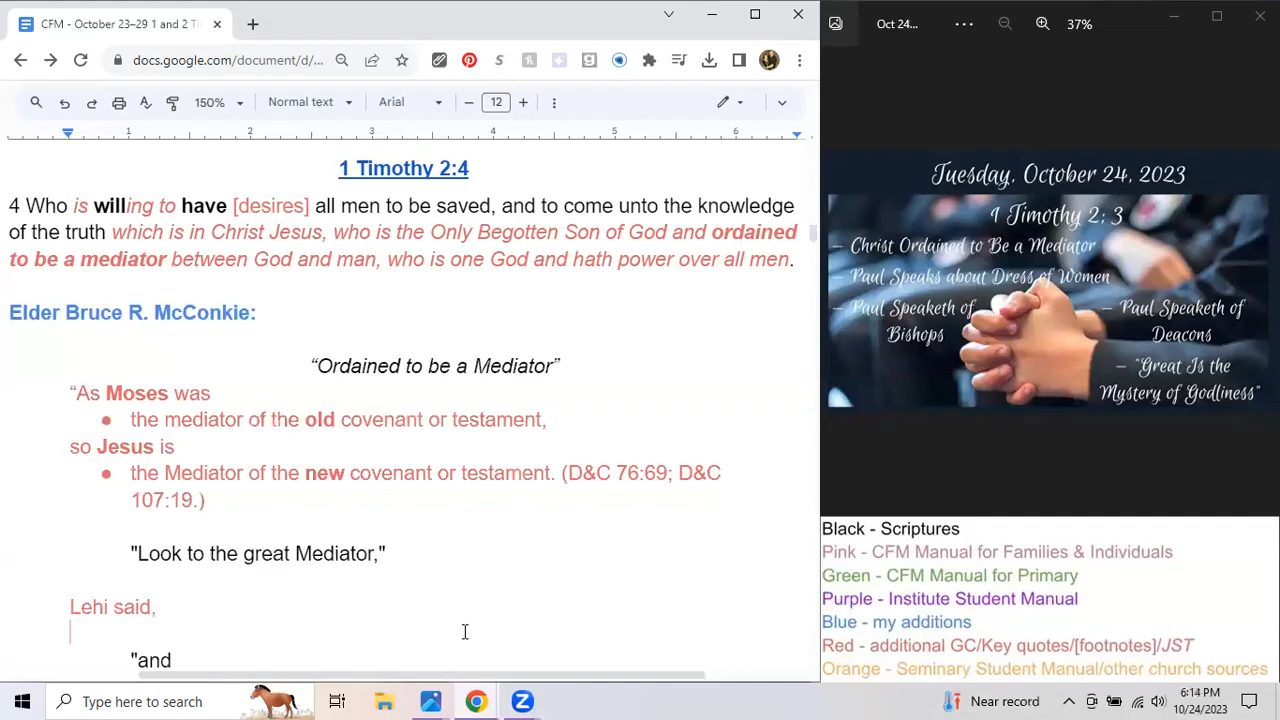 CFM - October 23–29 1 and 2 Ti
docs.google.com/document/d/...
150%
Normal text
Arial
12
1
2
3
4
5
6
1 Timothy 2:4
4 Who is willing to have [desires] all men to be saved, and to come unto the knowledge
of the truth which is in Christ Jesus, who is the Only Begotten Son of God and ordained
to be a mediator between God and man, who is one God and hath power over all men.
Elder Bruce R. McConkie:
“Ordained to be a Mediator”
“As Moses was
● the mediator of the old covenant or testament,
so Jesus is
● the Mediator of the new covenant or testament. (D&C 76:69; D&C
107:19.)
"Look to the great Mediator,"
Lehi said,
"and
Type here to search
Oct 24...
37%
Tuesday, October 24, 2023
1 Timothy 2; 3
– Christ Ordained to Be a Mediator
– Paul Speaks about Dress of Women
– Paul Speaketh of
Bishops
– Paul Speaketh of
Deacons
– "Great Is the
Mystery of Godliness"
Black - Scriptures
Pink - CFM Manual for Families & Individuals
Green - CFM Manual for Primary
Purple - Institute Student Manual
Blue - my additions
Red - additional GC/Key quotes/[footnotes]/JST
Orange - Seminary Student Manual/other church sources
Near record
6:14 PM
10/24/2023